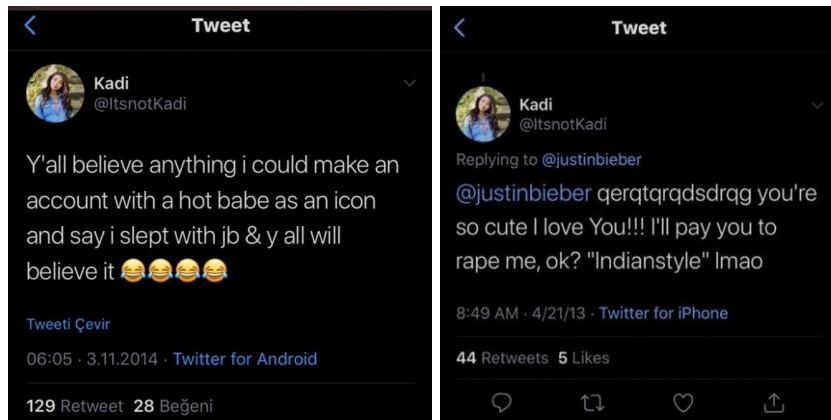 Tweet
Kadi
@ItsnotKadi
Y'all believe anything i could make an
account with a hot babe as an icon
and say i slept with jb & y all will
believe it 😂😂😂😂
Tweeti Çevir
06:05 · 3.11.2014 · Twitter for Android
129 Retweet 28 Beğeni
Tweet
Kadi
@ItsnotKadi
Replying to @justinbieber
@justinbieber qerqtqrqdsdrqg you're
so cute I love You!!! I'll pay you to
rape me, ok? "Indianstyle" lmao
8:49 AM · 4/21/13 · Twitter for iPhone
44 Retweets 5 Likes